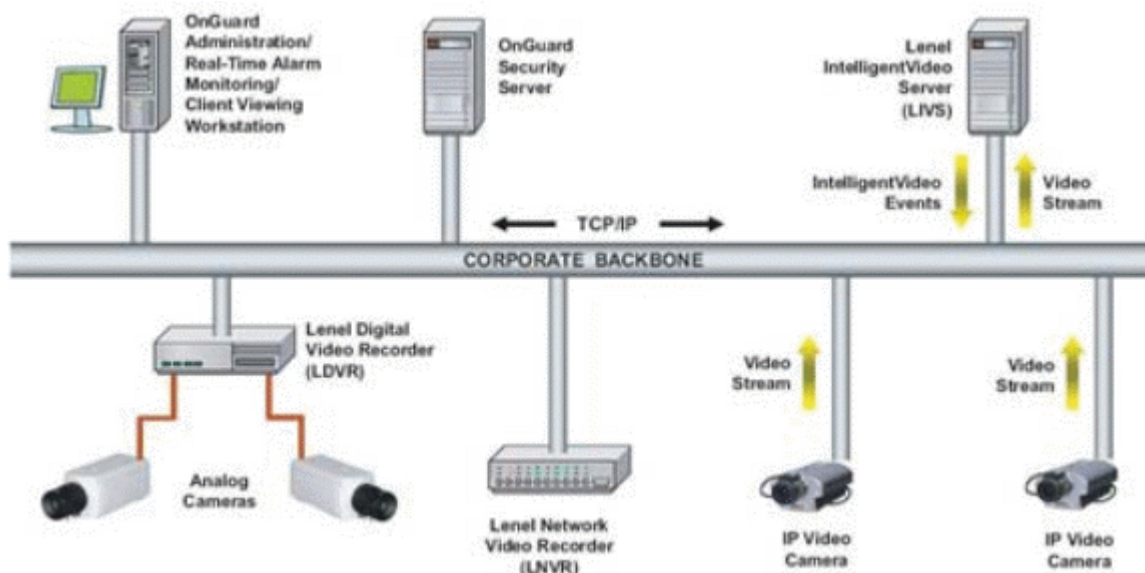 OnGuard
Administration/
Real-Time Alarm
Monitoring/
Client Viewing
Workstation
OnGuard
Security
Server
Lenel
IntelligentVideo
Server
(LIVS)
IntelligentVideo
Events
Video
Stream
TCP/IP
CORPORATE BACKBONE
Lenel Digital
Video Recorder
(LDVR)
Video
Stream
Video
Stream
Analog
Cameras
Lenel Network
Video Recorder
(LNVR)
IP Video
Camera
IP Video
Camera